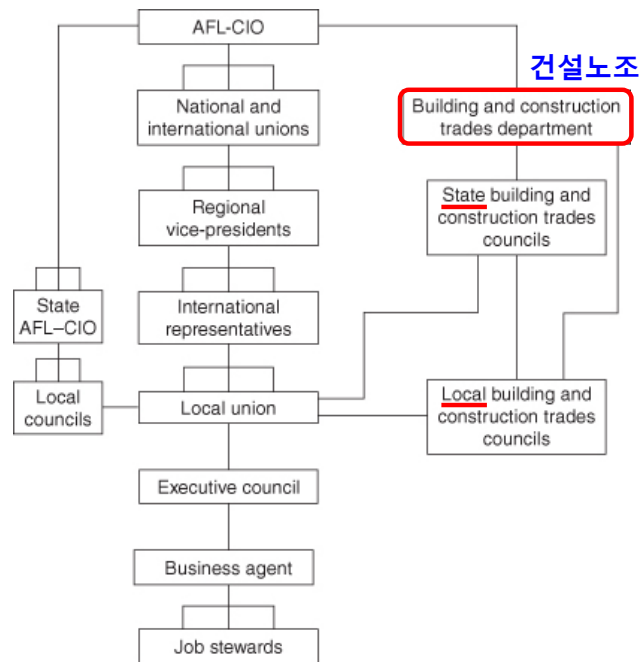 AFL-CIO
건설노조
National and
international unions
Building and construction
trades department
Regional
vice-presidents
State building and
construction trades
councils
State
AFL–CIO
International
representatives
Local
councils
Local union
Local building and
construction trades
councils
Executive council
Business agent
Job stewards